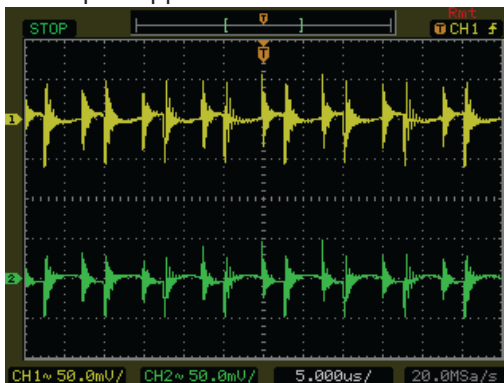 Rmt
STOP T T CH1
T
1
2
CH1~ 50.0mV/ CH2~ 50.0mV/ 5.000us/ 20.0MSa/s